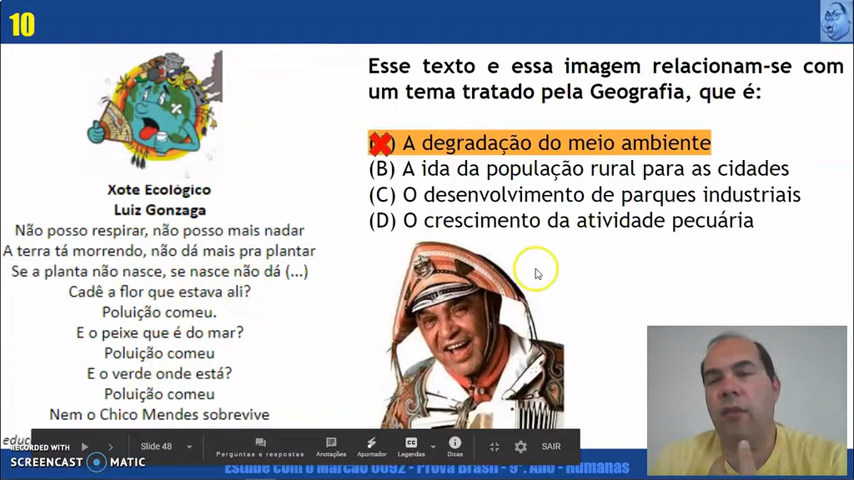 10
Esse texto e essa imagem relacionam-se com
um tema tratado pela Geografia, que é:
) A degradação do meio ambiente
(B) A ida da população rural para as cidades
(C) O desenvolvimento de parques industriais
(D) O crescimento da atividade pecuária
Xote Ecológico
Luiz Gonzaga
Não posso respirar, não posso mais nadar
A terra tá morrendo, não dá mais pra plantar
Se a planta não nasce, se nasce não dá (...)
Cadê a flor que estava ali?
Poluição comeu.
E o peixe que é do mar?
Poluição comeu
E o verde onde está?
Poluição comeu
Nem o Chico Mendes sobrevive
educ
RECORDED WITH
SCREENCAST MATIC
Slide 48
Perguntas e respostas
Anotações
Apontador
CC
Legendas
Dicas
SAIR
Estude com o Marcão 0092 - Prova Brasil - 9°. Ano - Humanas